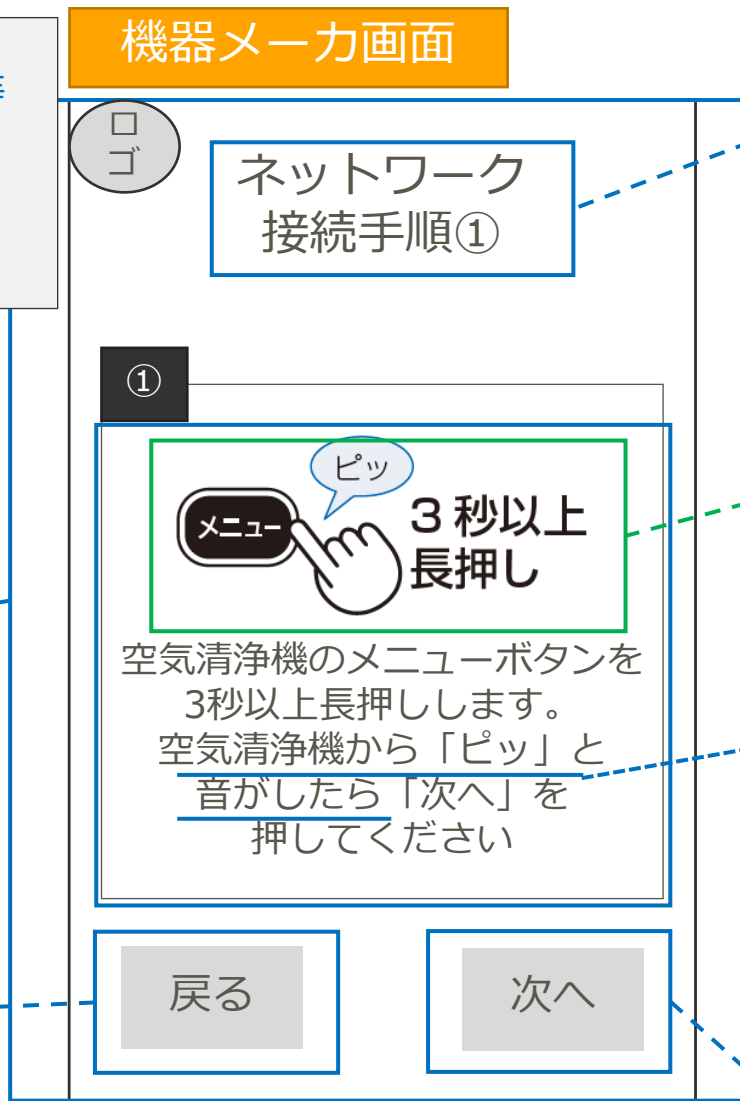 機器メーカ画面
ロ
ゴ
ネットワーク
接続手順①
①
ピッ
メニュー
３秒以上
長押し
空気清浄機のメニューボタンを
3秒以上長押しします。
空気清浄機から「ピッ」と
音がしたら「次へ」を
押してください
戻る
次へ